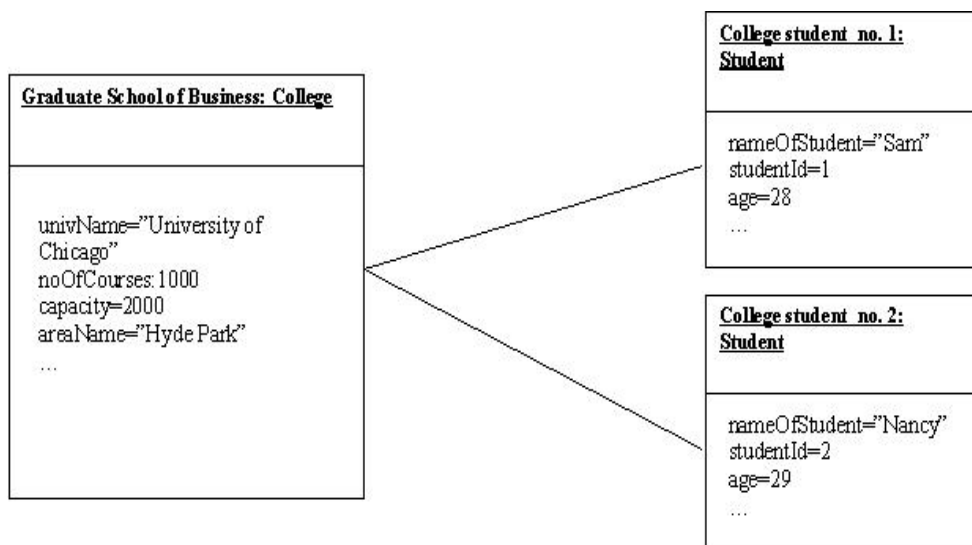 Graduate School of Business: College
univName=”University of
Chicago”
noOfCourses:1000
capacity=2000
areaName=”Hyde Park”
...
College student no. 1:
Student
nameOfStudent=”Sam”
studentId=1
age=28
...
College student no. 2:
Student
nameOfStudent=”Nancy”
studentId=2
age=29
...